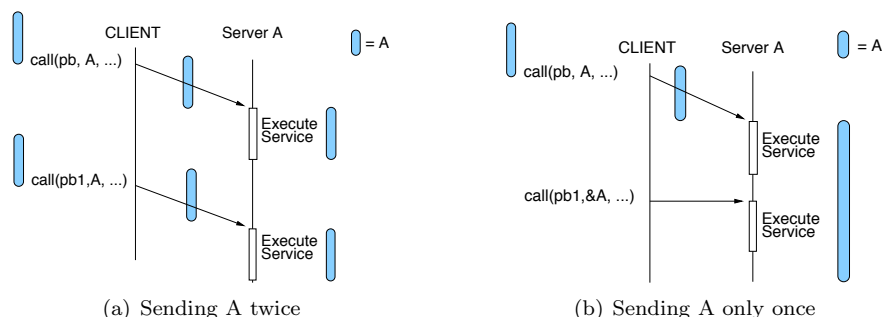 CLIENT
Server A
= A
call(pb, A, ...)
Execute
Service
call(pb1,A, ...)
Execute
Service
(a) Sending A twice
CLIENT
Server A
= A
call(pb, A, ...)
Execute
Service
call(pb1,&A, ...)
Execute
Service
(b) Sending A only once